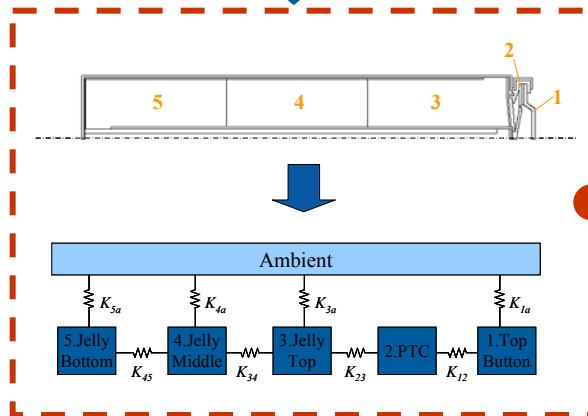 2
5
4
3
1
Ambient
K5a
K4a
K3a
K1a
5.Jelly
Bottom
4.Jelly
Middle
3.Jelly
Top
2.PTC
1.Top
Button
K45
K34
K23
K12